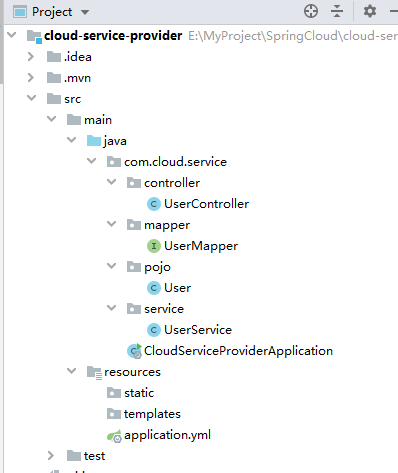 Project
cloud-service-provider E:\MyProject\SpringCloud\cloud-ser
.idea
.mvn
src
main
java
com.cloud.service
controller
C UserController
mapper
I UserMapper
pojo
C User
service
C UserService
C CloudServiceProviderApplication
resources
static
templates
application.yml
test